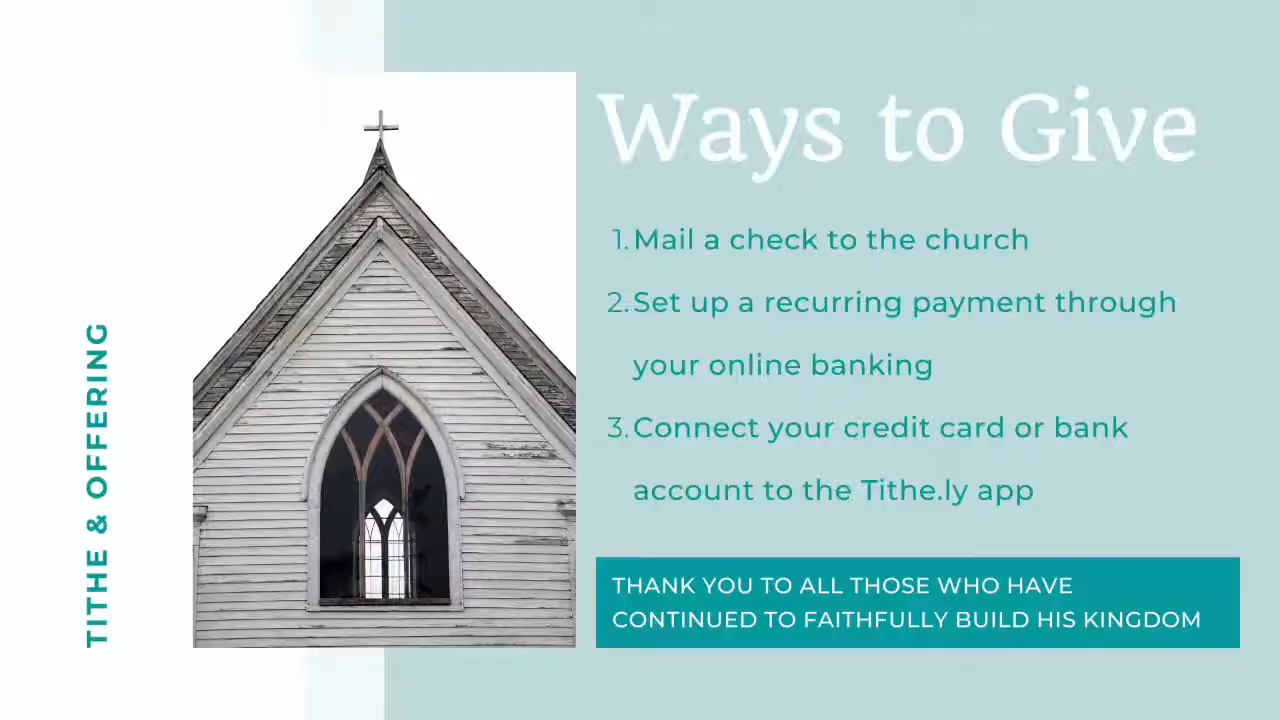 TITHE & OFFERING
Ways to Give
1. Mail a check to the church
2. Set up a recurring payment through
your online banking
3. Connect your credit card or bank
account to the Tithe.ly app
THANK YOU TO ALL THOSE WHO HAVE
CONTINUED TO FAITHFULLY BUILD HIS KINGDOM